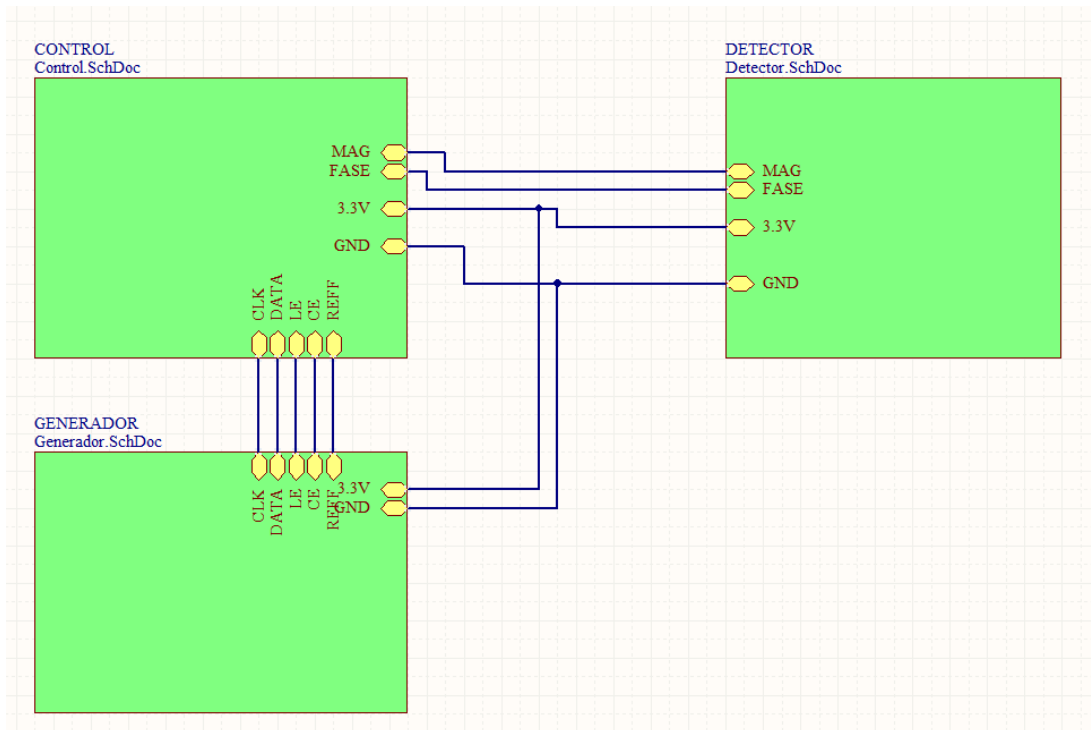 CONTROL
Control.SchDoc
MAG
FASE
3.3V
GND
CLK
DATA
LE
CE
REFF
DETECTOR
Detector.SchDoc
MAG
FASE
3.3V
GND
GENERADOR
Generador.SchDoc
CLK
DATA
LE
CE
REFF
3.3V
GND